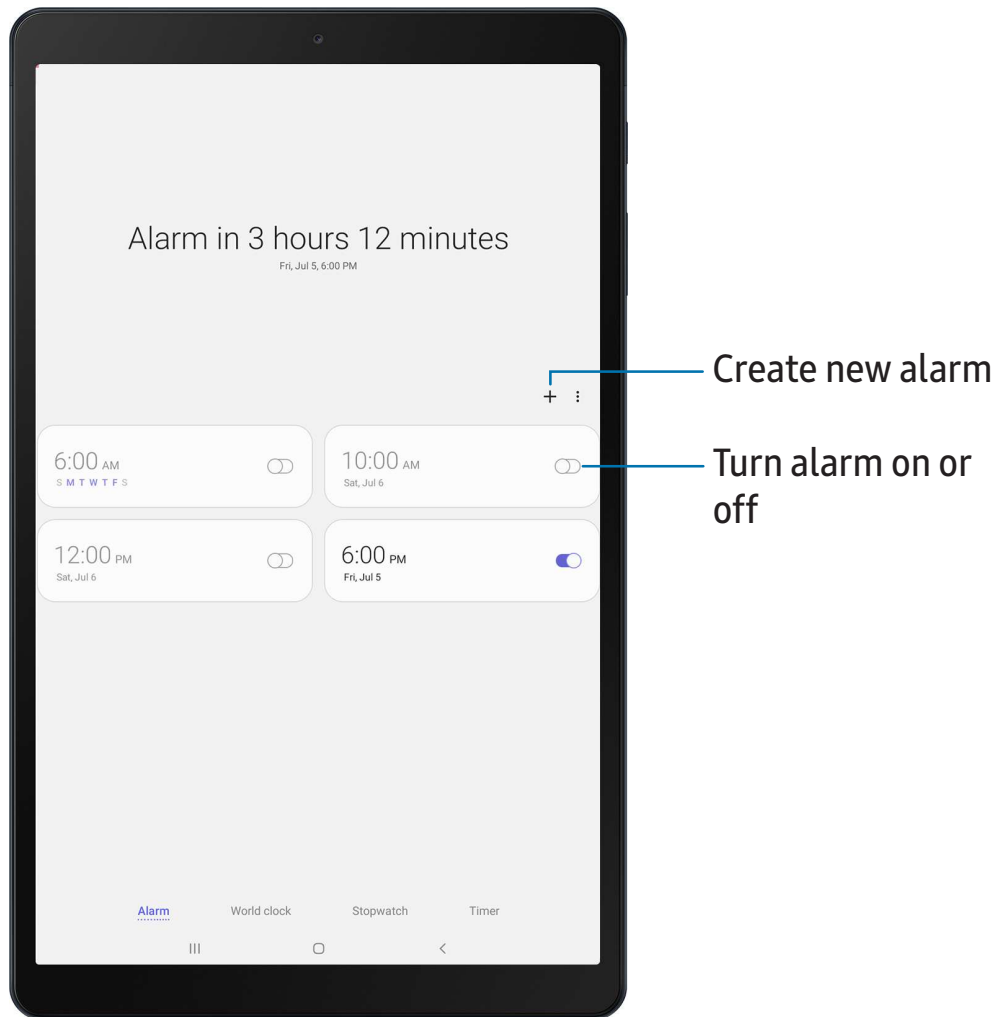 Alarm in 3 hours 12 minutes
Fri, Jul 5, 6:00 PM
Create new alarm
6:00 AM
S M T W T F S
10:00 AM
Sat, Jul 6
Turn alarm on or
off
12:00 PM
Sat, Jul 6
6:00 PM
Fri, Jul 5
Alarm
World clock
Stopwatch
Timer